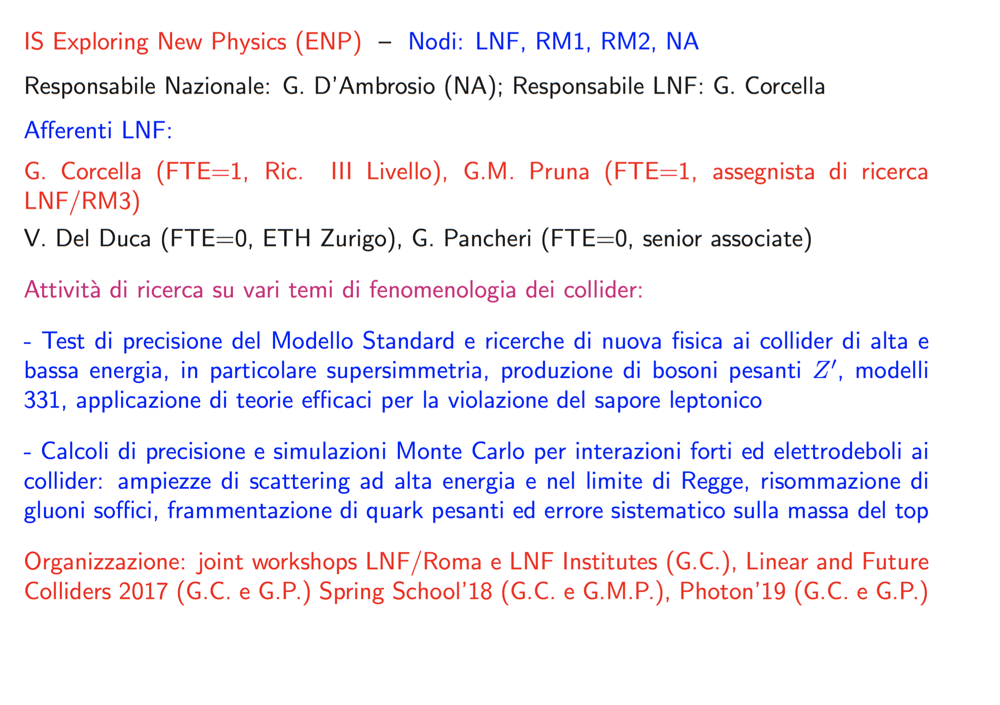 IS Exploring New Physics (ENP) – Nodi: LNF, RM1, RM2, NA
Responsabile Nazionale: G. D'Ambrosio (NA); Responsabile LNF: G. Corcella
Afferenti LNF:
G. Corcella (FTE=1, Ric. III Livello), G.M. Pruna (FTE=1, assegnista di ricerca
LNF/RM3)
V. Del Duca (FTE=0, ETH Zurigo), G. Pancheri (FTE=0, senior associate)
Attività di ricerca su vari temi di fenomenologia dei collider:
- Test di precisione del Modello Standard e ricerche di nuova fisica ai collider di alta e
bassa energia, in particolare supersimmetria, produzione di bosoni pesanti Z′, modelli
331, applicazione di teorie efficaci per la violazione del sapore leptonico
- Calcoli di precisione e simulazioni Monte Carlo per interazioni forti ed elettrodeboli ai
collider: ampiezze di scattering ad alta energia e nel limite di Regge, risommazione di
gluoni soffici, frammentazione di quark pesanti ed errore sistematico sulla massa del top
Organizzazione: joint workshops LNF/Roma e LNF Institutes (G.C.), Linear and Future
Colliders 2017 (G.C. e G.P.) Spring School'18 (G.C. e G.M.P.), Photon'19 (G.C. e G.P.)